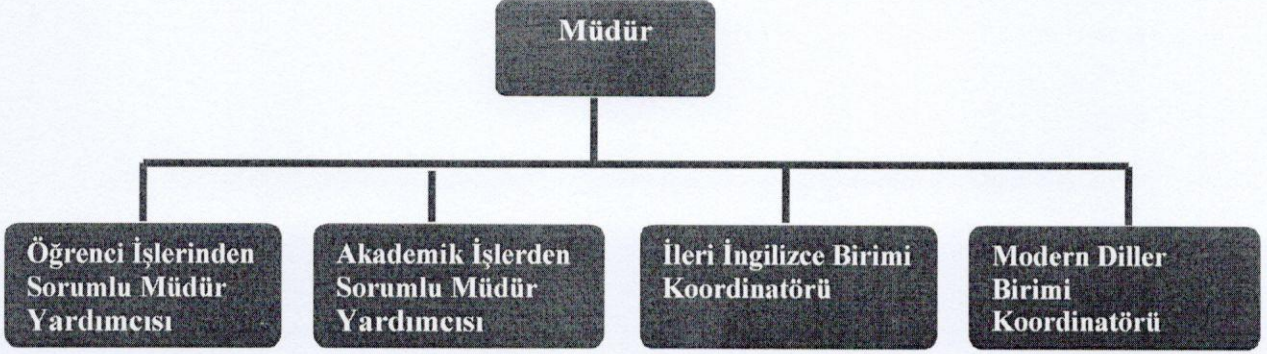 Müdür
Öğrenci İşlerinden
Sorumlu Müdür
Yardımcısı
Akademik İşlerden
Sorumlu Müdür
Yardımcısı
İleri İngilizce Birimi
Koordinatörü
Modern Diller
Birimi
Koordinatörü